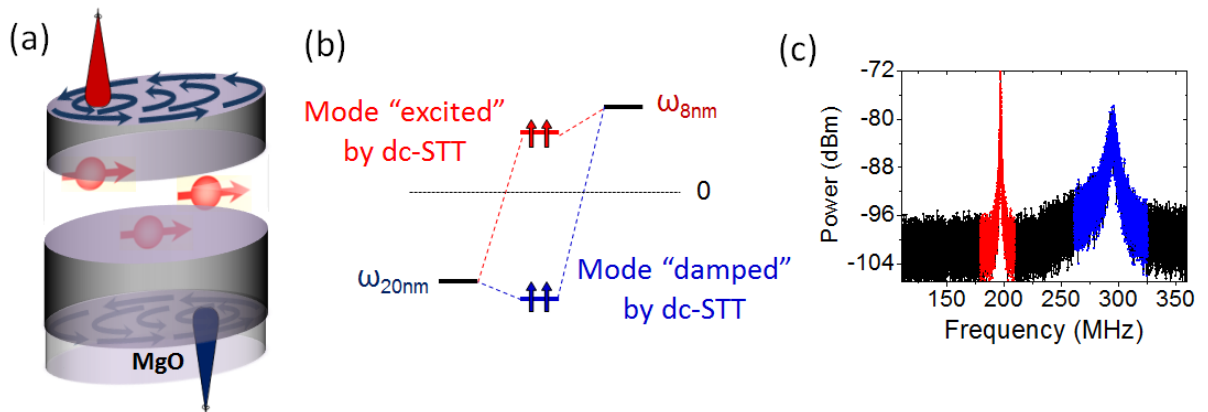 (a)
MgO
(b)
Mode “excited”
by dc-STT
ω8nm
0
ω20nm
Mode “damped”
by dc-STT
(c)
Power (dBm)
-72
-80
-88
-96
-104
150 200 250 300 350
Frequency (MHz)